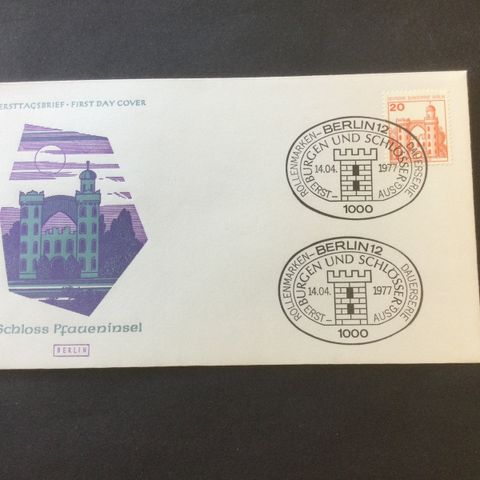 ERSTTAGSBRIEF · FIRST DAY COVER
Schloss Pfaueninsel
BERLIN
20
ROLLENMARKEN – BERLIN 12 DAUERSERIE
BURGEN UND SCHLÖSSER
14.04. 1977
ERST – AUSG.
1000
ROLLENMARKEN – BERLIN 12 DAUERSERIE
BURGEN UND SCHLÖSSER
14.04. 1977
ERST – AUSG.
1000